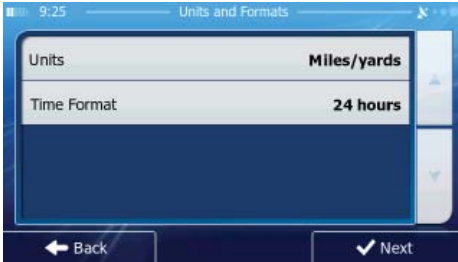 9:25 Units and Formats
Units Miles/yards
Time Format 24 hours
Back Next